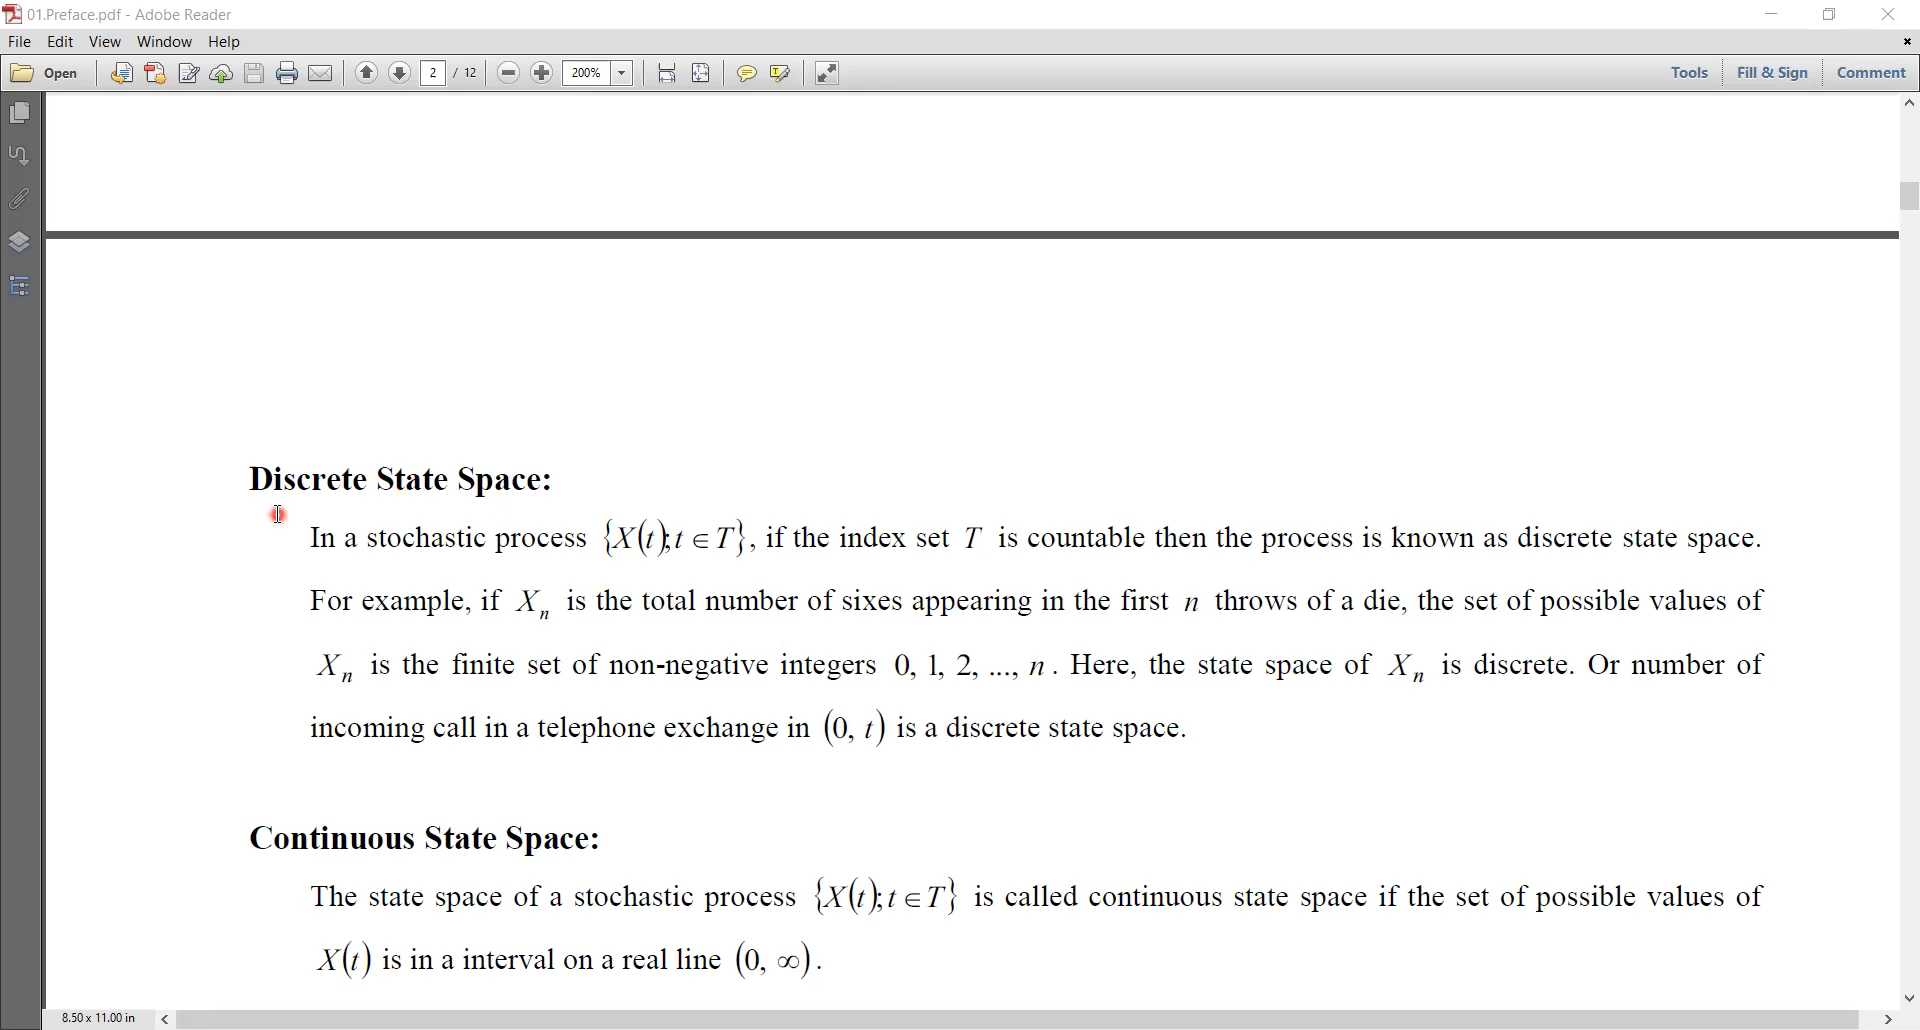 01.Preface.pdf - Adobe Reader
File Edit View Window Help
Open 2 / 12 200% Tools Fill & Sign Comment
Discrete State Space:
In a stochastic process {X(t); t ∈ T}, if the index set T is countable then the process is known as discrete state space.
For example, if Xₙ is the total number of sixes appearing in the first n throws of a die, the set of possible values of
Xₙ is the finite set of non-negative integers 0, 1, 2, ..., n. Here, the state space of Xₙ is discrete. Or number of
incoming call in a telephone exchange in (0, t) is a discrete state space.
Continuous State Space:
The state space of a stochastic process {X(t); t ∈ T} is called continuous state space if the set of possible values of
X(t) is in a interval on a real line (0, ∞).
8.50 x 11.00 in